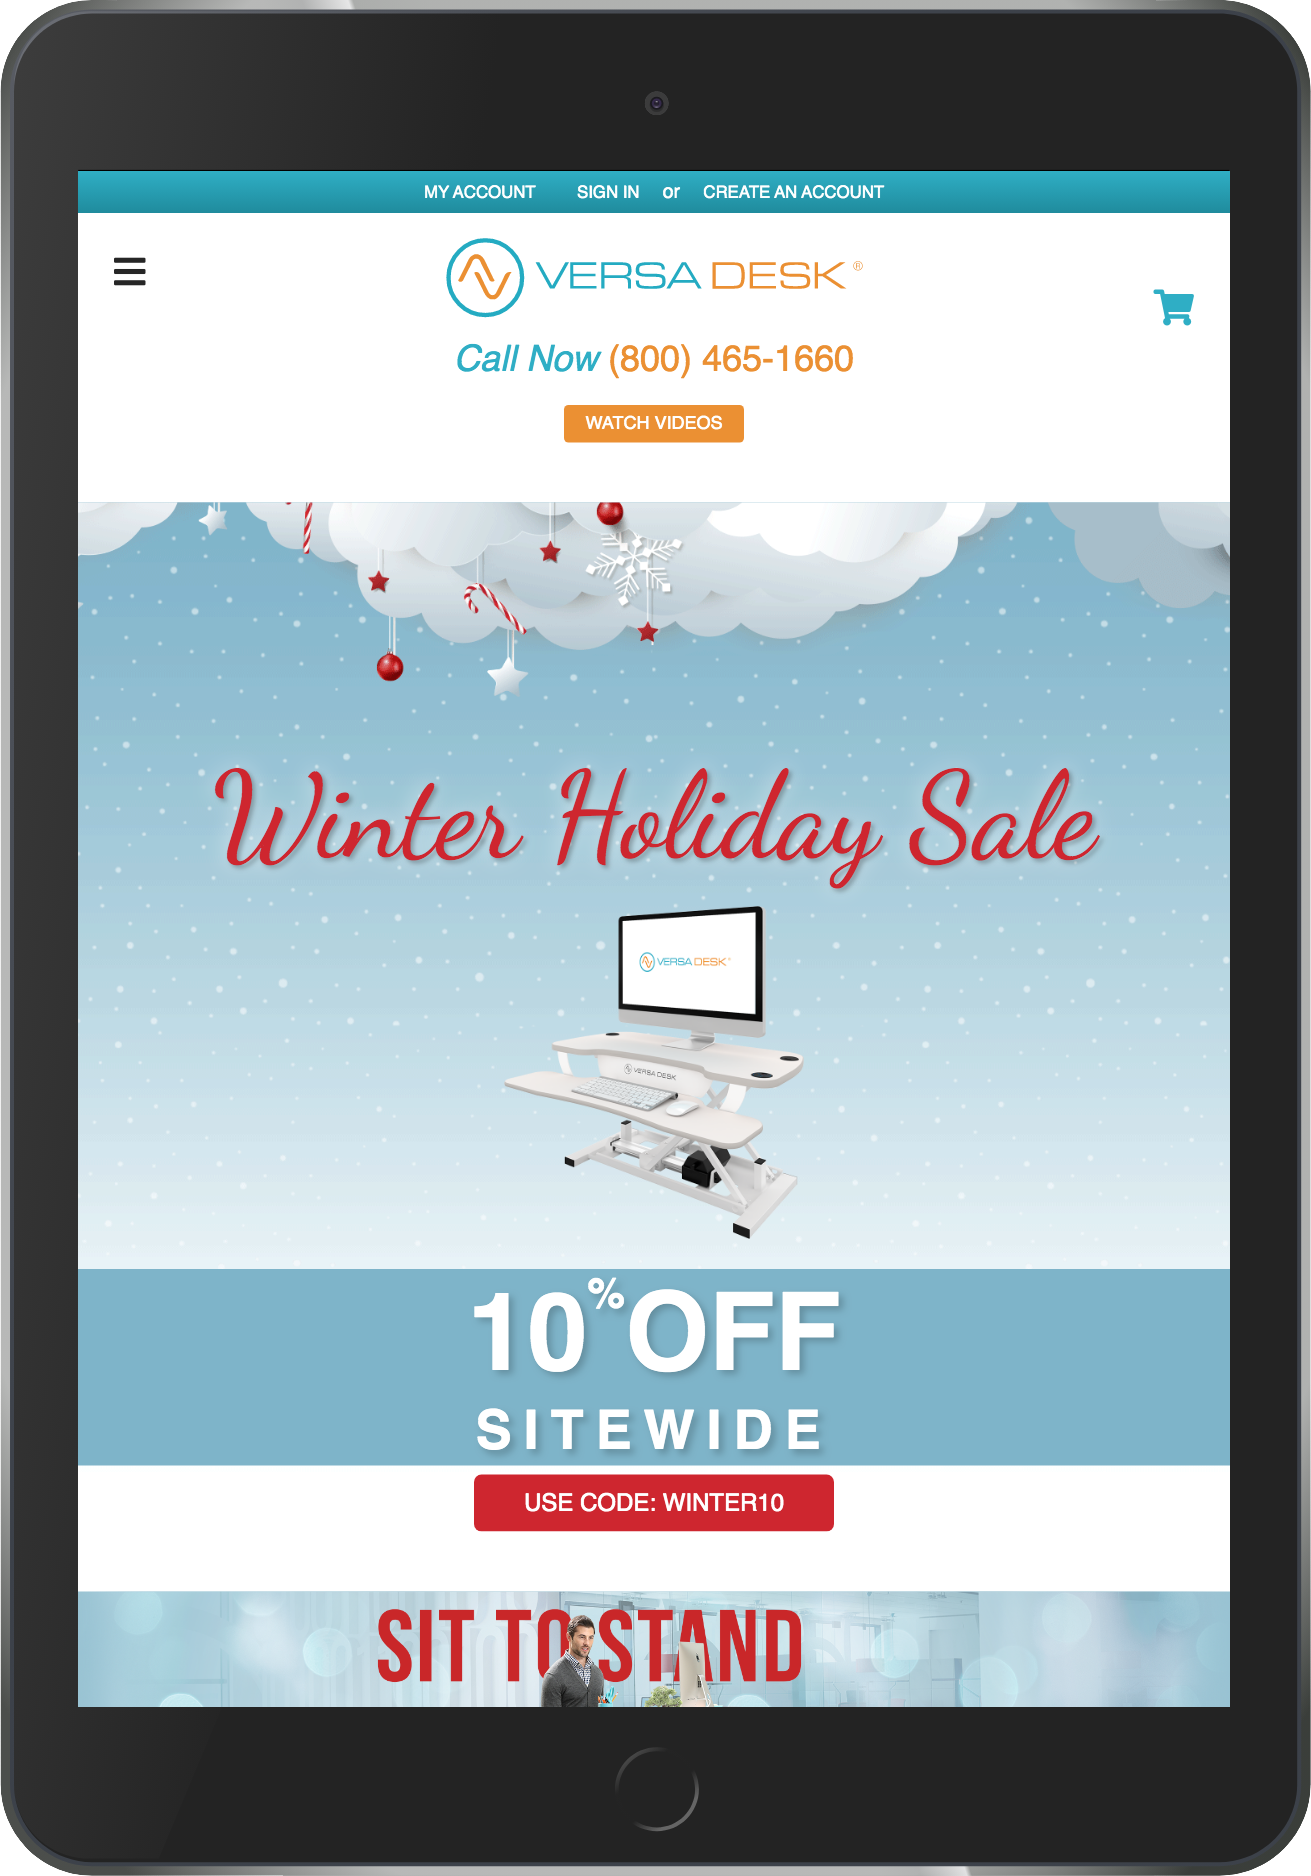 MY ACCOUNT SIGN IN or CREATE AN ACCOUNT
VERSA DESK®
Call Now (800) 465-1660
WATCH VIDEOS
Winter Holiday Sale
VERSA DESK
VERSA DESK
10% OFF
SITEWIDE
USE CODE: WINTER10
SIT TO STAND